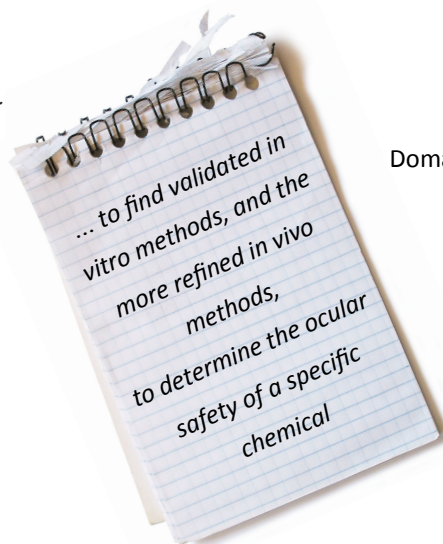 ... to find validated in
vitro methods, and the
more refined in vivo
methods,
to determine the ocular
safety of a specific
chemical
Doma